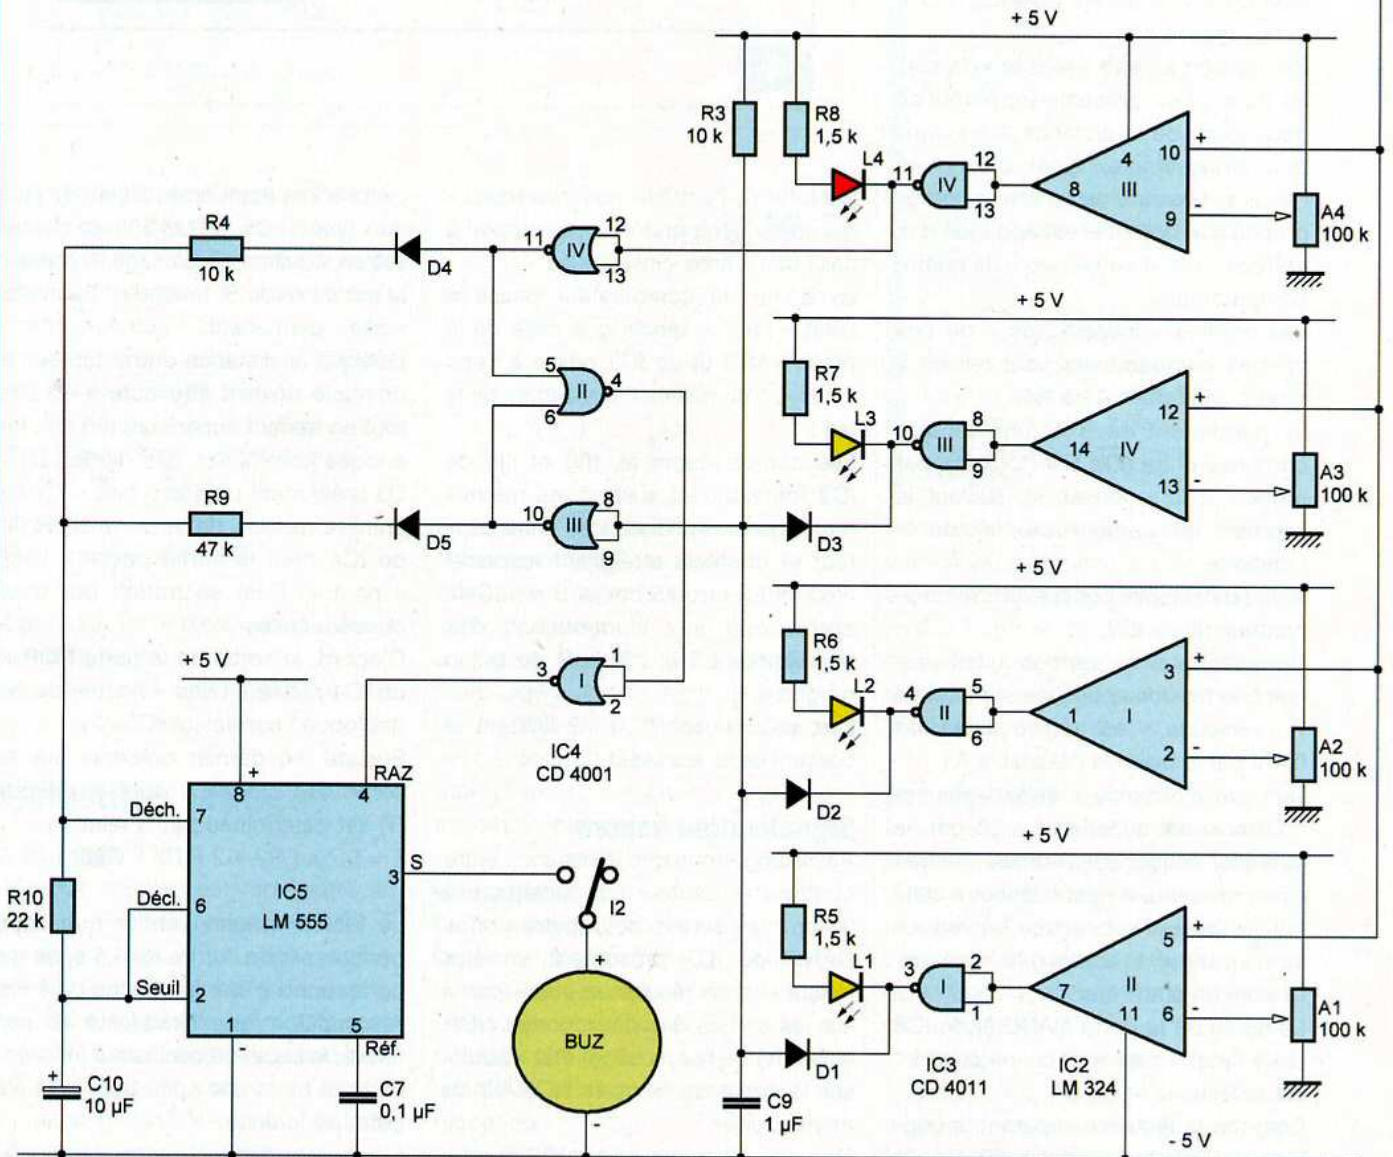 + 5 V
R3
10 k
R8
1,5 k
L4
11
IV
12
13
4
8
III
10
+
9
-
A4
100 k
R4
10 k
D4
11
IV
12
13
+ 5 V
R7
1,5 k
L3
10
III
8
9
14
IV
12
+
13
-
A3
100 k
5
6
II
4
R9
47 k
D5
10
III
8
9
D3
+ 5 V
R6
1,5 k
L2
4
II
5
6
1
I
3
+
2
-
A2
100 k
D2
3
I
1
2
IC4
CD 4001
+ 5 V
+
8
4
RAZ
Déch.
7
Décl.
6
IC5
LM 555
S
3
Seuil
2
1
-
5
Réf.
R10
22 k
I2
+
BUZ
-
+
C10
10 µF
C7
0,1 µF
+ 5 V
R5
1,5 k
L1
3
I
2
1
7
II
11
5
+
6
-
A1
100 k
D1
IC3
CD 4011
IC2
LM 324
C9
1 µF
- 5 V